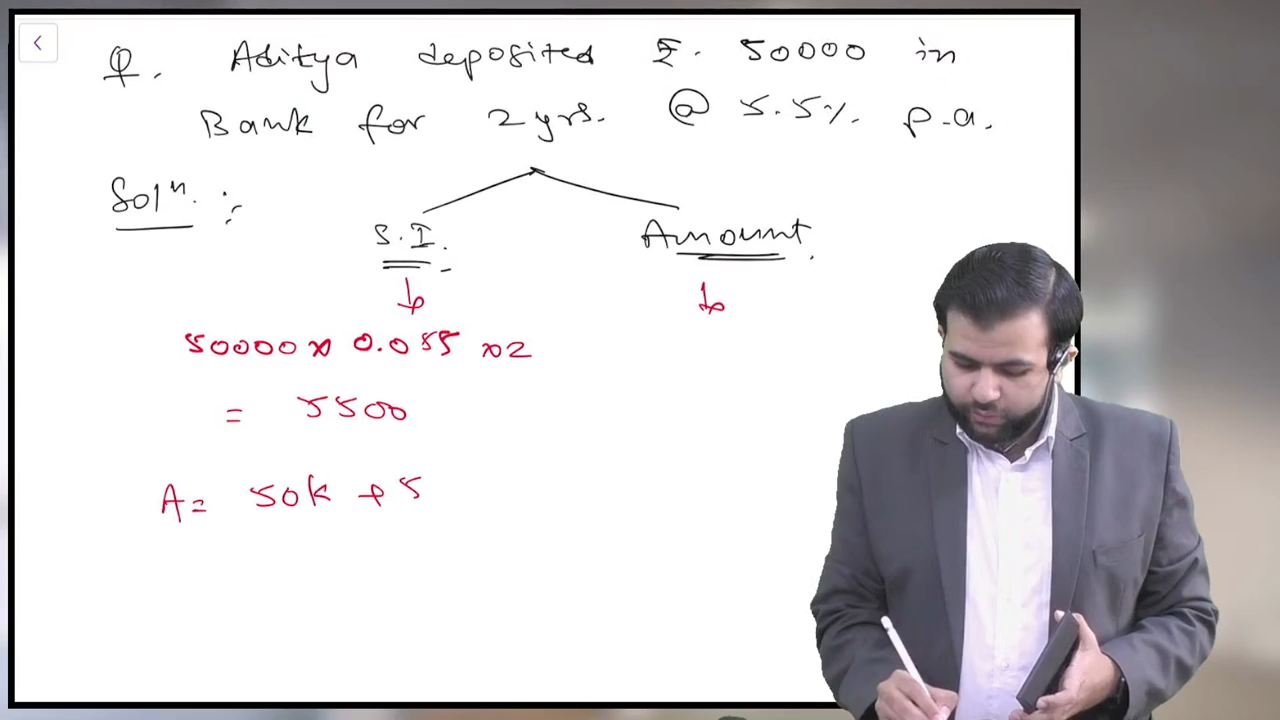 Q. Aditya deposited ₹. 50000 in
Bank for 2 yrs. @ 5.5% p.a.
Solⁿ. :
S.I. Amount.
50000 x 0.055 x 2
= 5500
A = 50k + 5